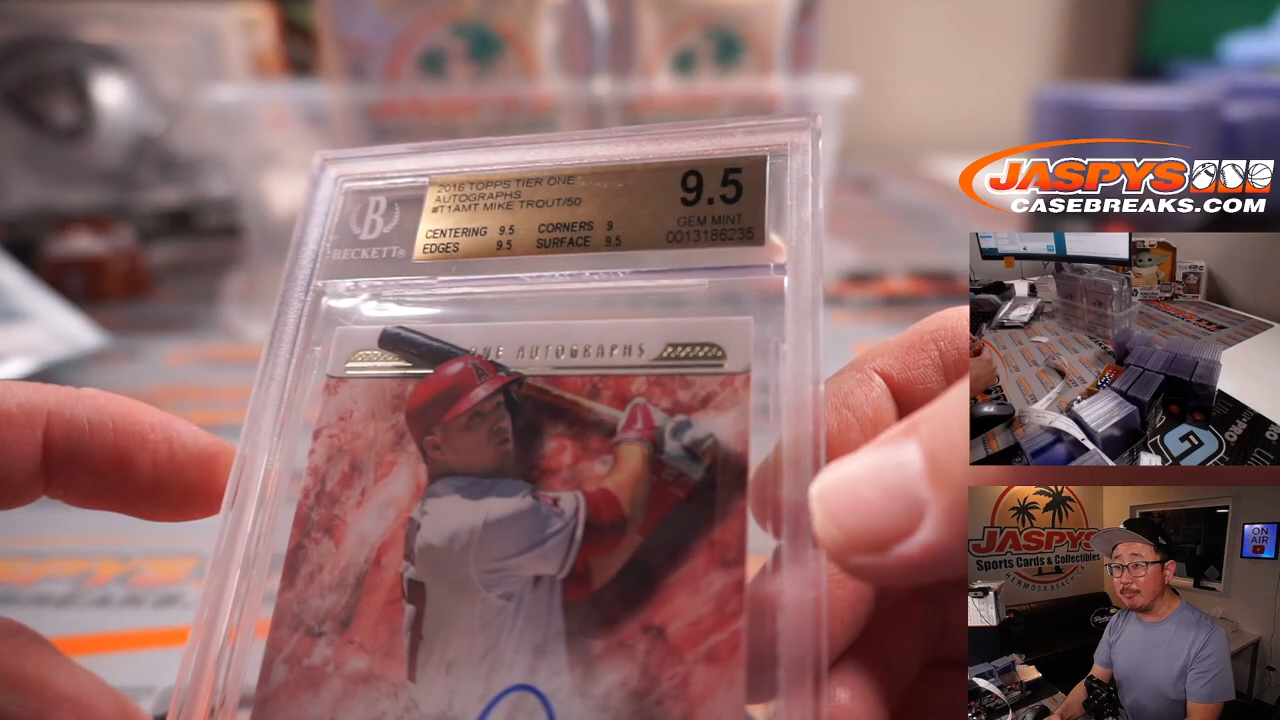 2016 TOPPS TIER ONE
AUTOGRAPHS
#T1AMT MIKE TROUT/50
CENTERING 9.5 CORNERS 9
EDGES 9.5 SURFACE 9.5
9.5
GEM MINT
0013186235
B
BECKETT®
ONE AUTOGRAPHS
A
JASPYS
CASEBREAKS.COM
JASPYS
Sports Cards & Collectibles
HERMOSA BEACH
ON
AIR